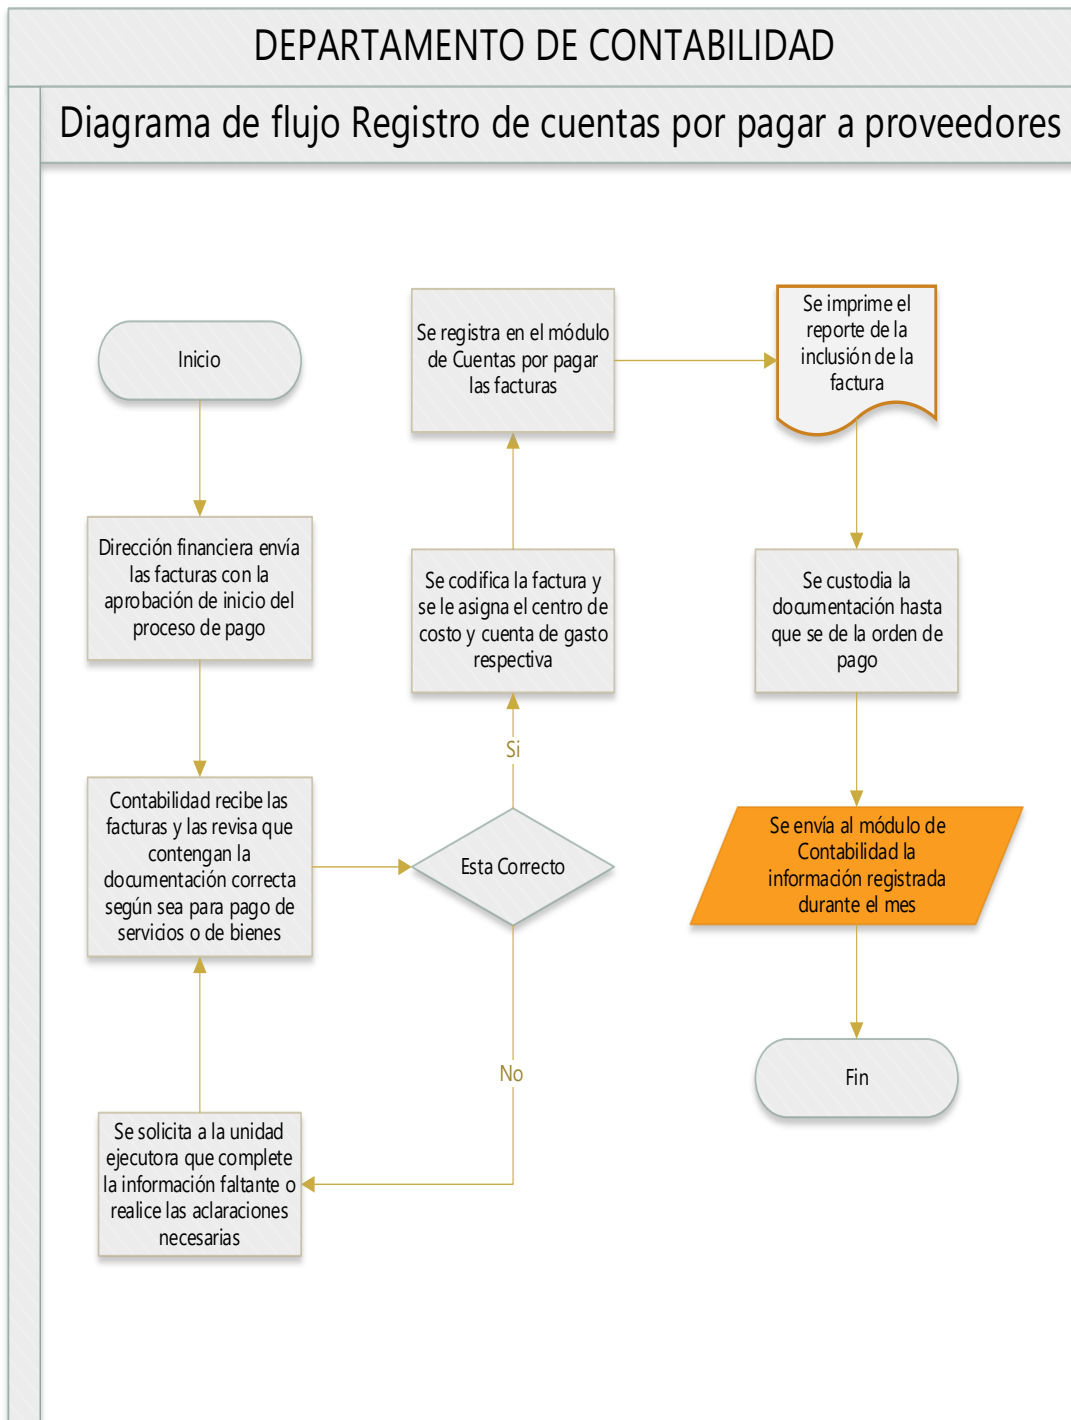 DEPARTAMENTO DE CONTABILIDAD
Diagrama de flujo Registro de cuentas por pagar a proveedores
Inicio
Dirección financiera envía
las facturas con la
aprobación de inicio del
proceso de pago
Contabilidad recibe las
facturas y las revisa que
contengan la
documentación correcta
según sea para pago de
servicios o de bienes
Esta Correcto
No
Se solicita a la unidad
ejecutora que complete
la información faltante o
realice las aclaraciones
necesarias
Si
Se codifica la factura y
se le asigna el centro de
costo y cuenta de gasto
respectiva
Se registra en el módulo
de Cuentas por pagar
las facturas
Se imprime el
reporte de la
inclusión de la
factura
Se custodia la
documentación hasta
que se de la orden de
pago
Se envía al módulo de
Contabilidad la
información registrada
durante el mes
Fin